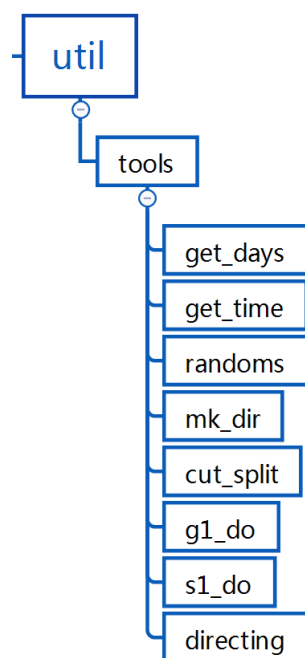 util
tools
get_days
get_time
randoms
mk_dir
cut_split
g1_do
s1_do
directing